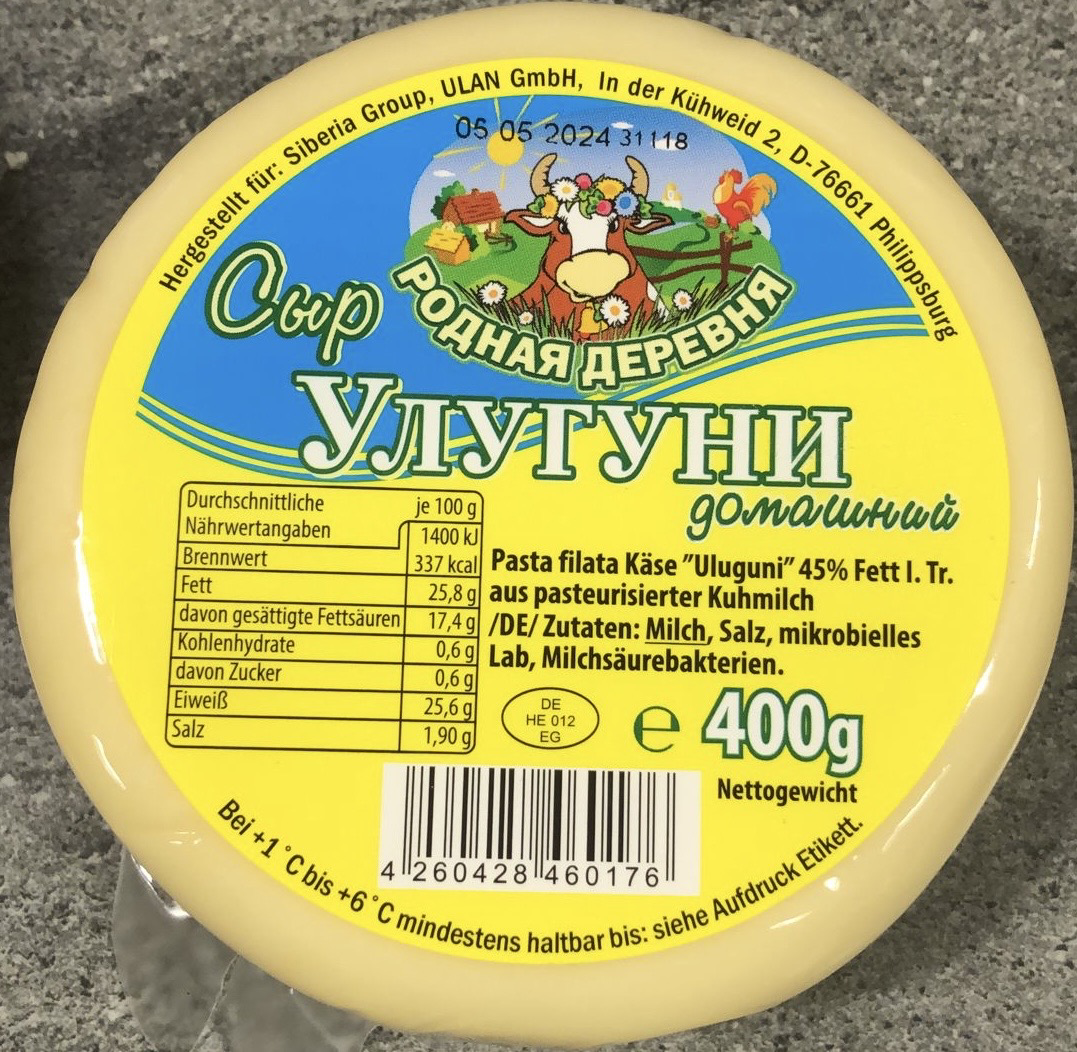 Hergestellt für: Siberia Group, ULAN GmbH, In der Kühweid 2, D-76661 Philippsburg
05 05 2024 31118
Сыр
РОДНАЯ ДЕРЕВНЯ
УЛУГУНИ
домашний
Durchschnittliche Nährwertangaben je 100 g
Brennwert 1400 kJ
337 kcal
Fett 25,8 g
davon gesättigte Fettsäuren 17,4 g
Kohlenhydrate 0,6 g
davon Zucker 0,6 g
Eiweiß 25,6 g
Salz 1,90 g
Pasta filata Käse "Uluguni" 45% Fett I. Tr.
aus pasteurisierter Kuhmilch
/DE/ Zutaten: Milch, Salz, mikrobielles
Lab, Milchsäurebakterien.
DE
HE 012
EG
e 400g
Nettogewicht
4 260428 460176
Bei +1 °C bis +6 °C mindestens haltbar bis: siehe Aufdruck Etikett.